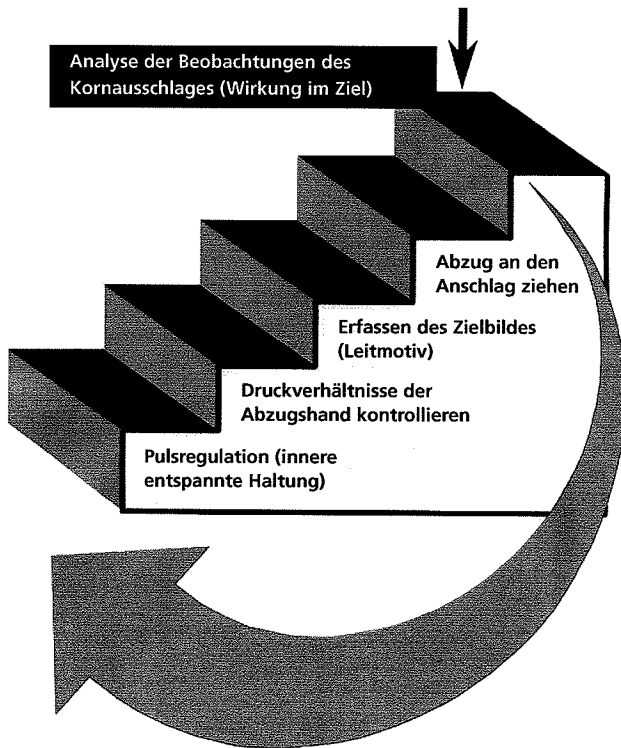 Analyse der Beobachtungen des
Kornausschlages (Wirkung im Ziel)
Abzug an den
Anschlag ziehen
Erfassen des Zielbildes
(Leitmotiv)
Druckverhältnisse der
Abzugshand kontrollieren
Pulsregulation (innere
entspannte Haltung)